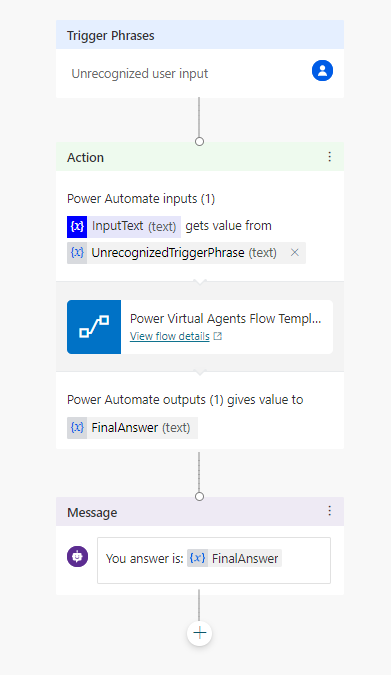 Trigger Phrases
Unrecognized user input
Action
Power Automate inputs (1)
{x} InputText (text) gets value from
{x} UnrecognizedTriggerPhrase (text)
Power Virtual Agents Flow Templ...
View flow details
Power Automate outputs (1) gives value to
{x} FinalAnswer (text)
Message
You answer is: {x} FinalAnswer